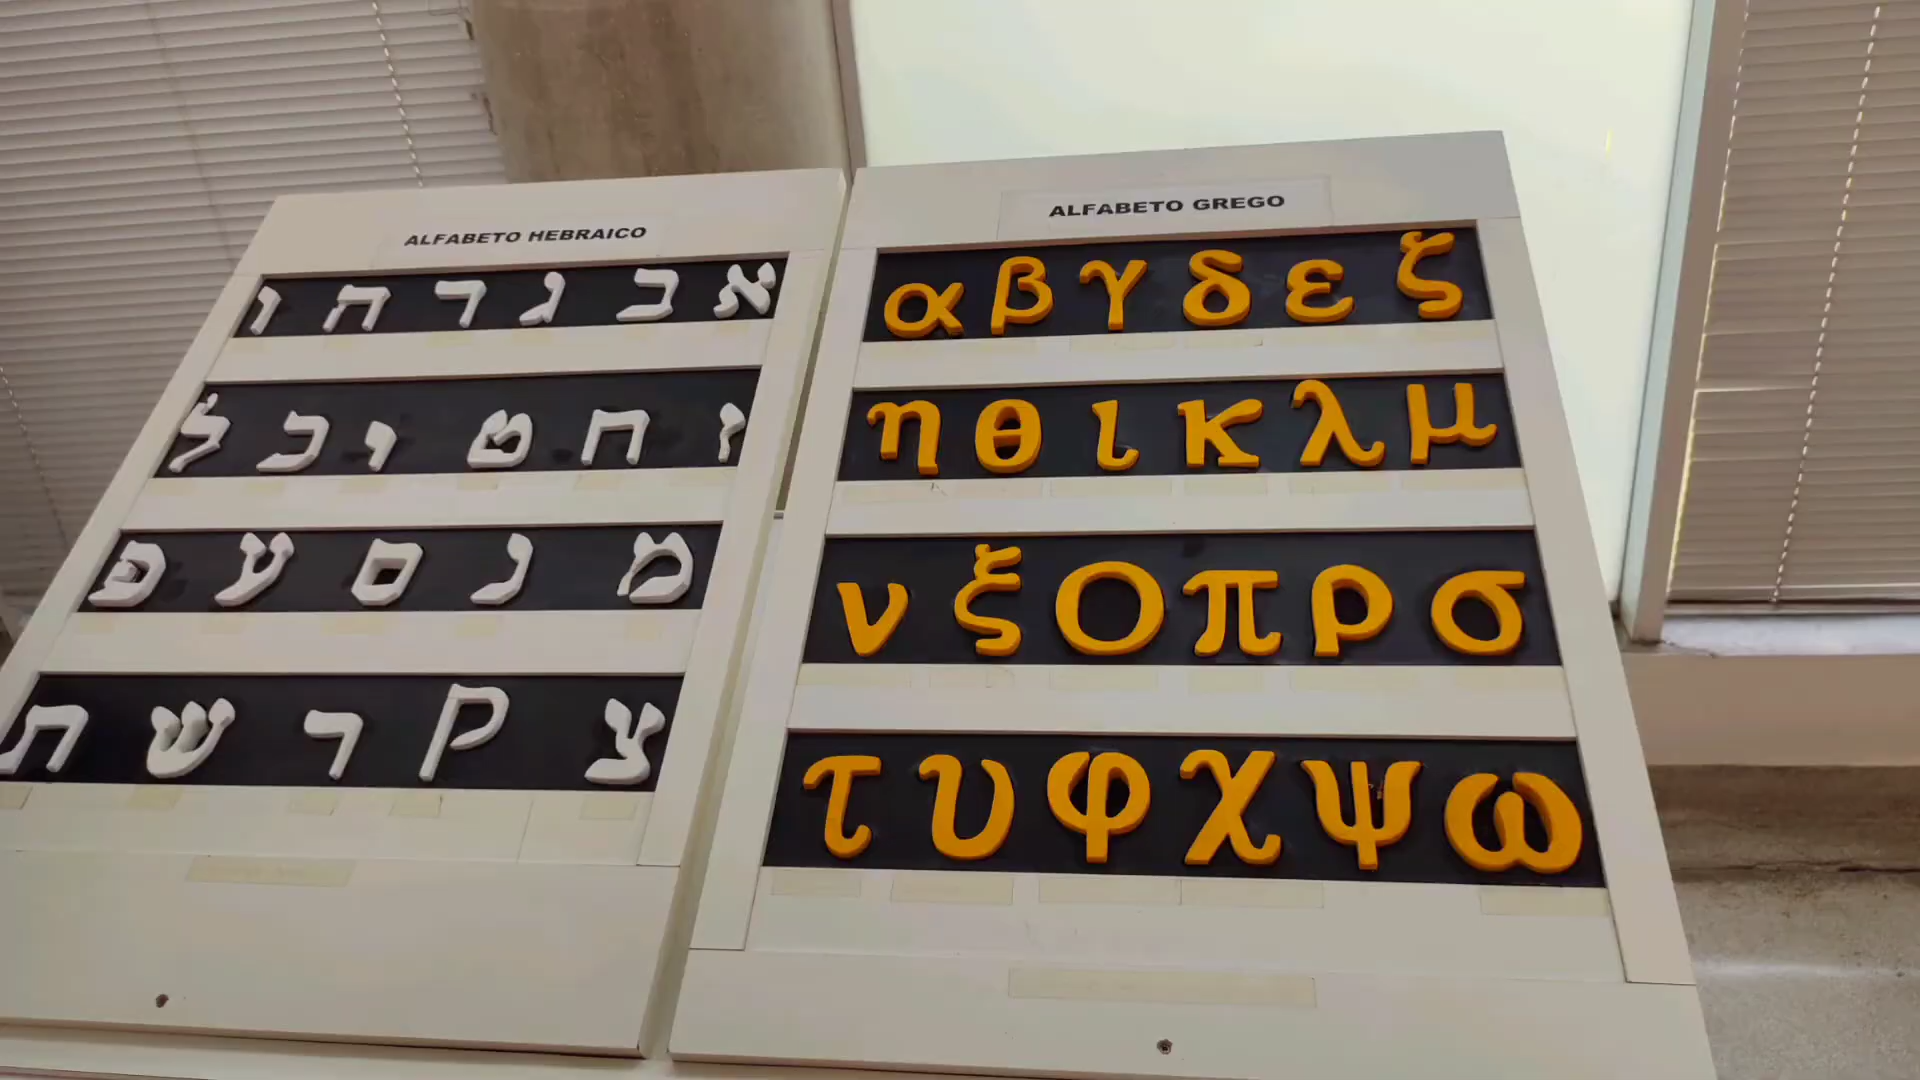 ALFABETO HEBRAICO
א ב ג ד ה ו
ז ח ט י כ ל
מ נ ס ע פ
צ ק ר ש ת
ALFABETO GREGO
α β γ δ ε ζ
η θ ι κ λ μ
ν ξ ο π ρ σ
τ υ φ χ ψ ω